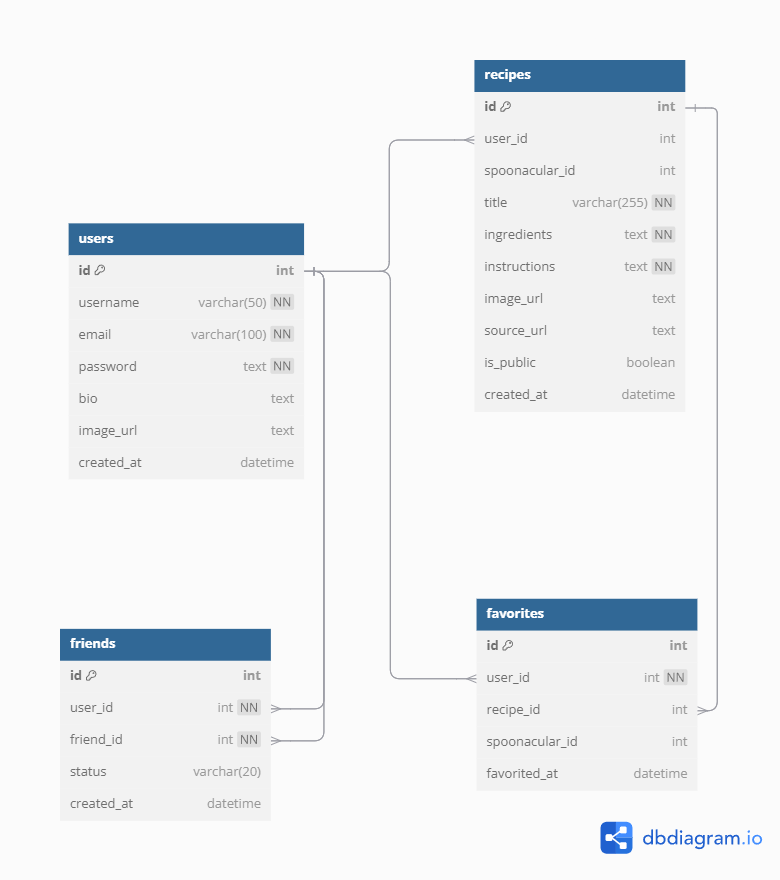 recipes
id int
user_id int
spoonacular_id int
title varchar(255) NN
ingredients text NN
instructions text NN
image_url text
source_url text
is_public boolean
created_at datetime
users
id int
username varchar(50) NN
email varchar(100) NN
password text NN
bio text
image_url text
created_at datetime
friends
id int
user_id int NN
friend_id int NN
status varchar(20)
created_at datetime
favorites
id int
user_id int NN
recipe_id int
spoonacular_id int
favorited_at datetime
dbdiagram.io